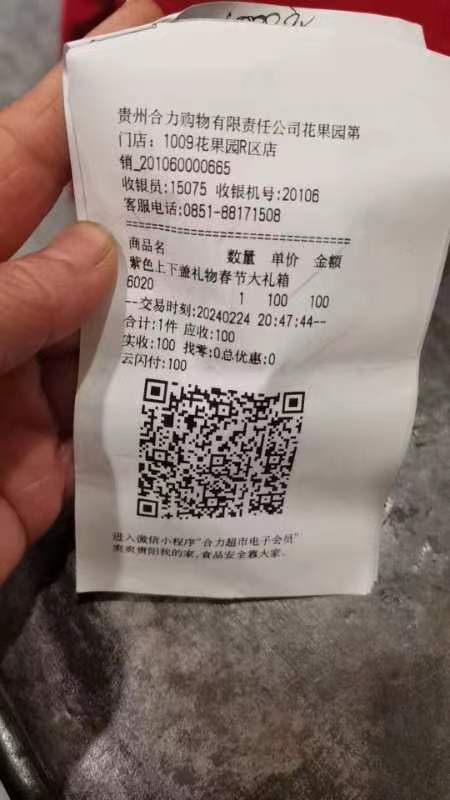 贵州合力购物有限责任公司花果园第
门店：1009花果园R区店
销_201060000665
收银员:15075 收银机号:20106
客服电话:0851-88171508
商品名 数量 单价 金额
紫色上下盖礼物春节大礼箱
6020 1 100 100
--交易时刻:20240224 20:47:44--
合计:1件 应收:100
实收:100 找零:0总优惠:0
云闪付:100
进入微信小程序"合力超市电子会员"
爽爽贵阳我的家，食品安全靠大家。